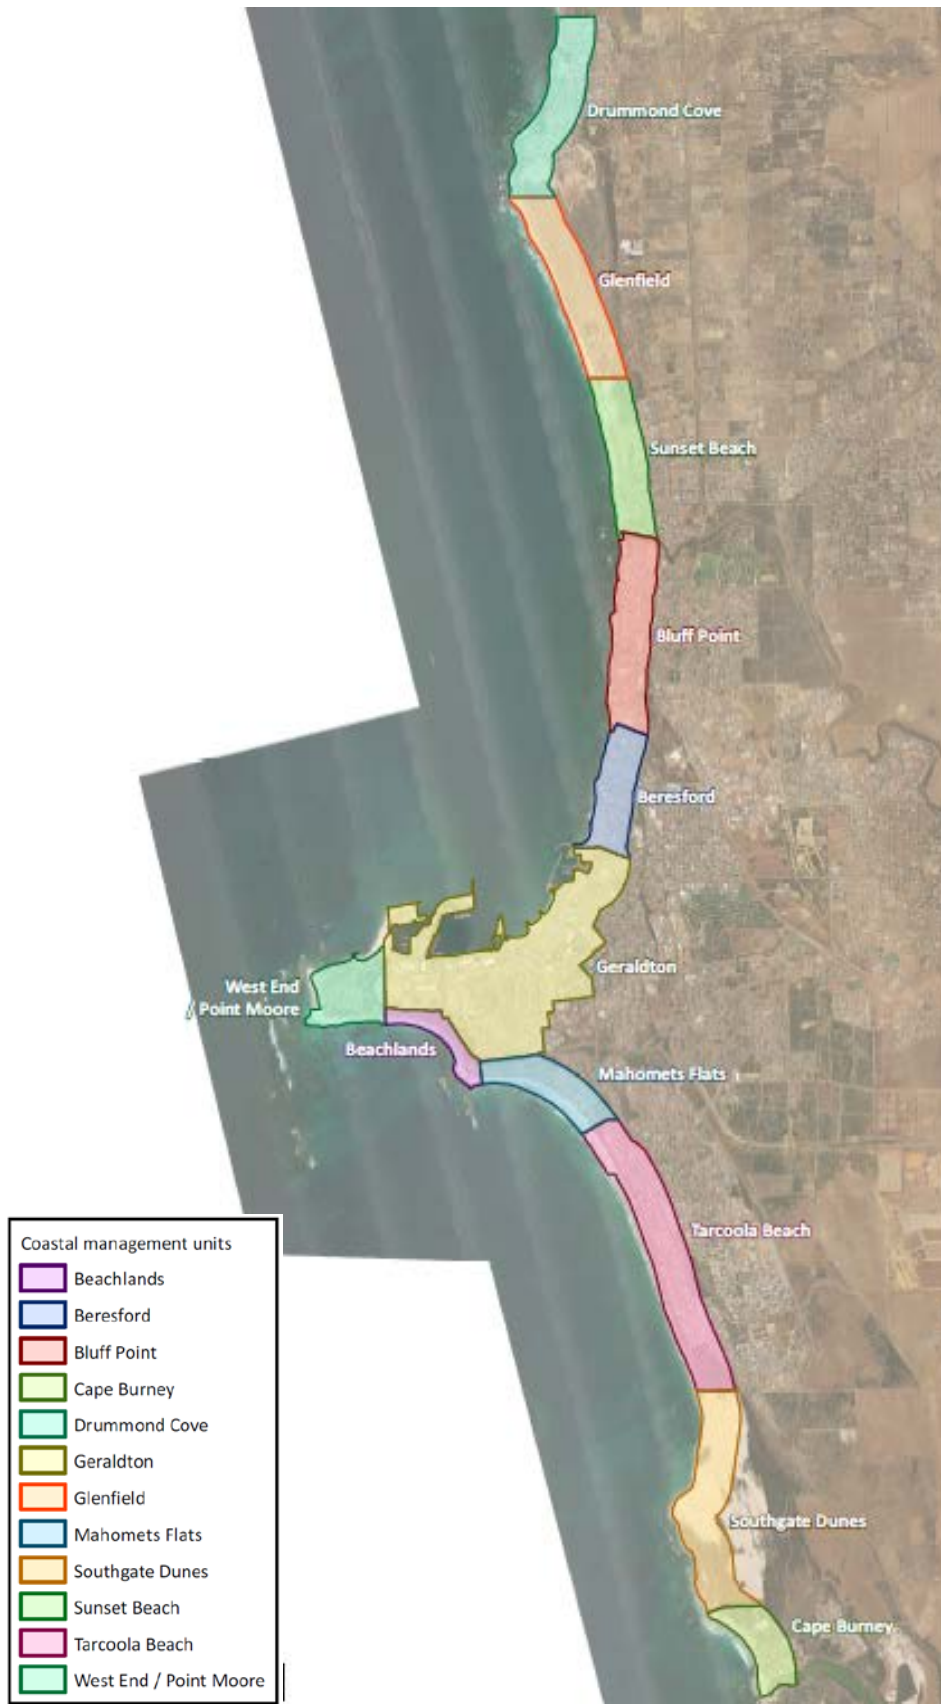 Drummond Cove
Glenfield
Sunset Beach
Bluff Point
Beresford
Geraldton
West End
/ Point Moore
Beachlands
Mahomets Flats
Tarcoola Beach
Southgate Dunes
Cape Burney
Coastal management units
Beachlands
Beresford
Bluff Point
Cape Burney
Drummond Cove
Geraldton
Glenfield
Mahomets Flats
Southgate Dunes
Sunset Beach
Tarcoola Beach
West End / Point Moore